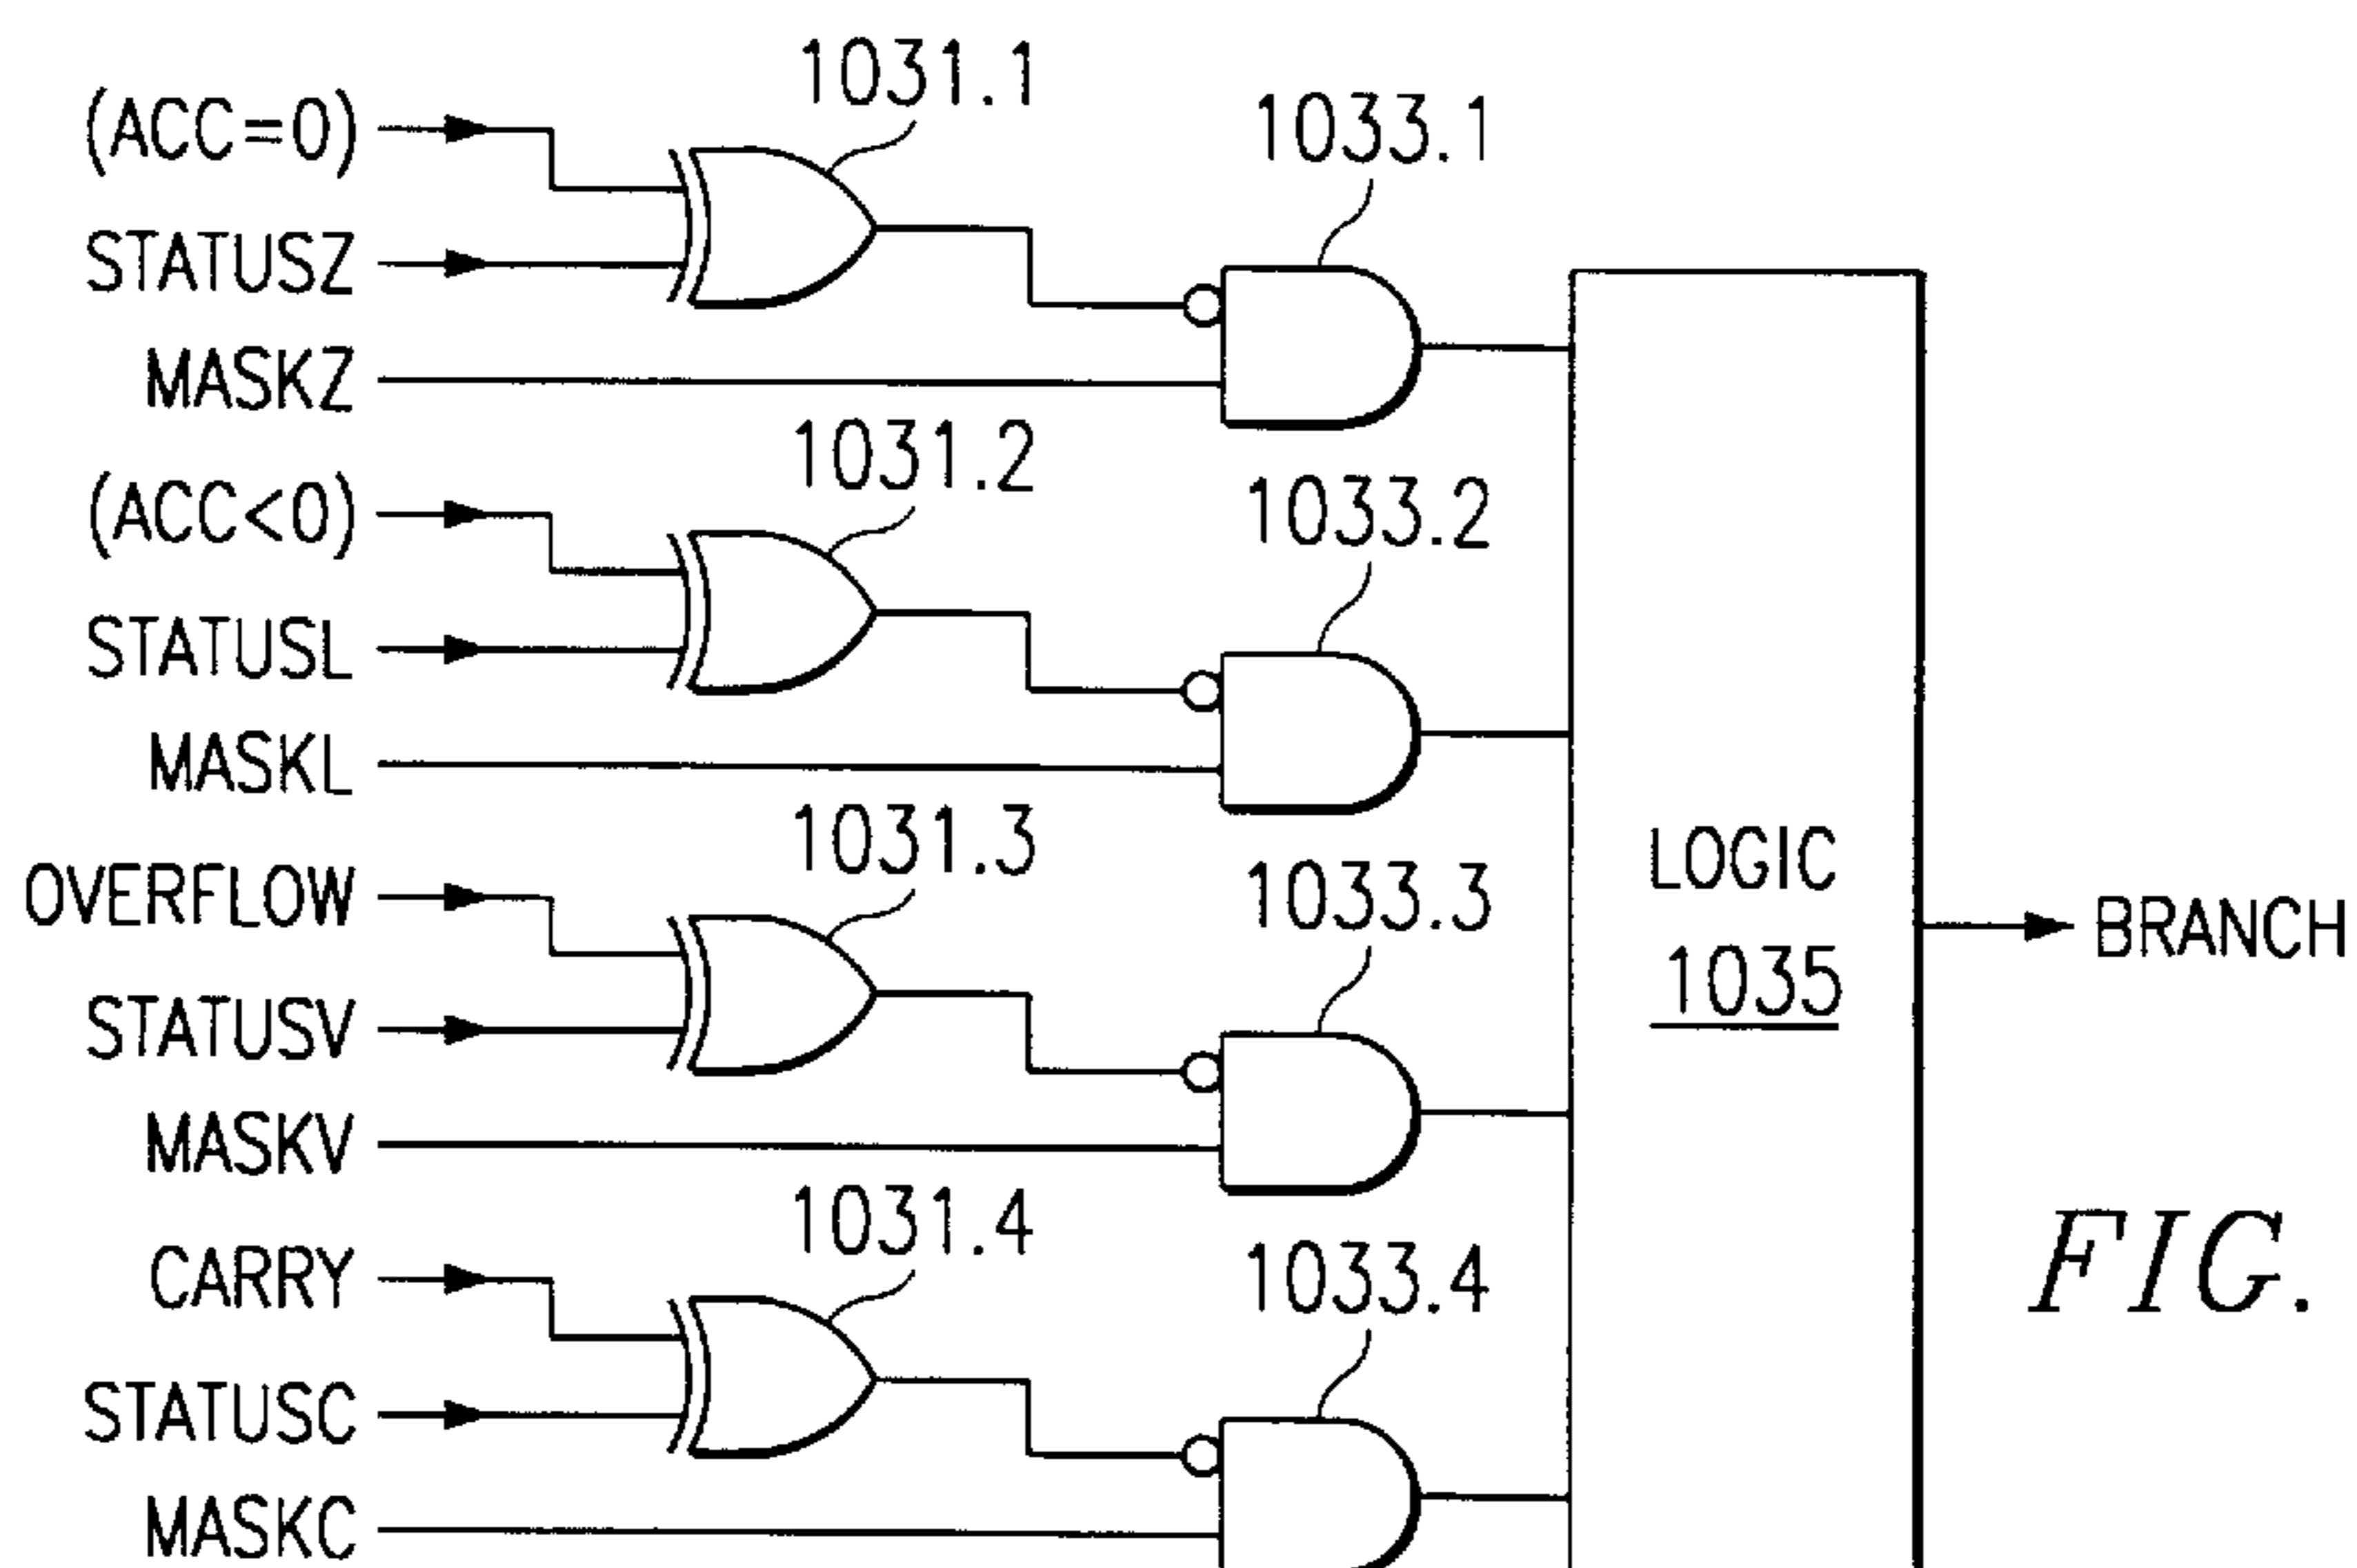 1031.1
(ACC=0)
1033.1
STATUSZ
MASKZ
1031.2
(ACC<0)
1033.2
STATUSL
MASKL
1031.3
LOGIC
1033.3
OVERFLOW
BRANCH
1035
STATUSV
MASKV
1031.4
FIG.
CARRY
1033.4
STATUSC
MASKC